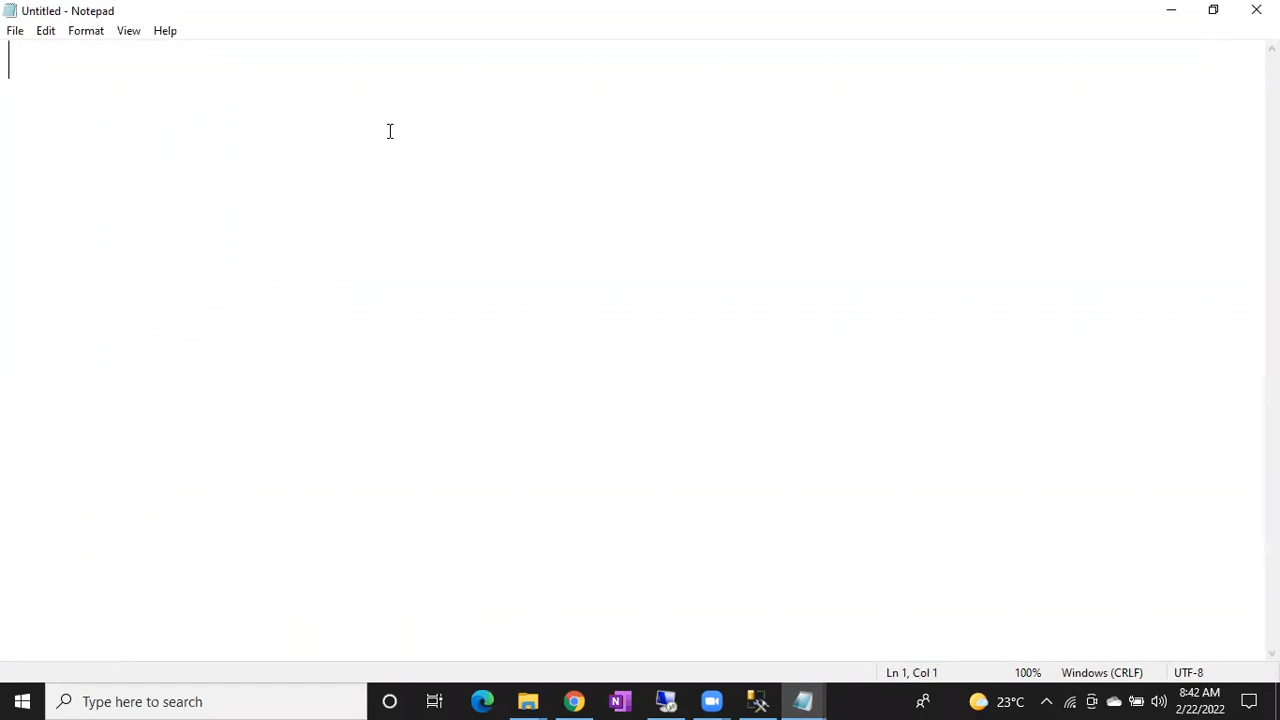 Untitled - Notepad
File Edit Format View Help
Ln 1, Col 1 100% Windows (CRLF) UTF-8
Type here to search
N
23°C
8:42 AM
2/22/2022